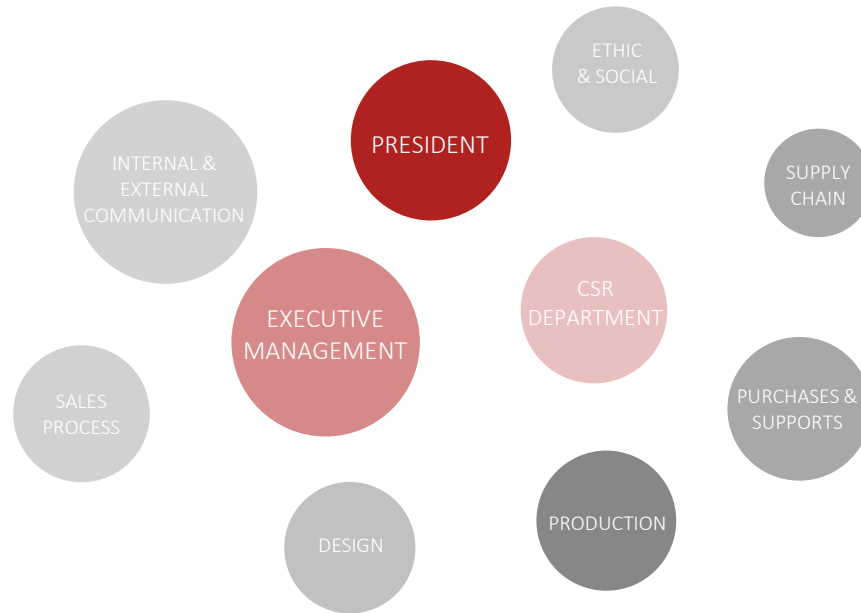 ETHIC
& SOCIAL
PRESIDENT
INTERNAL &
EXTERNAL
COMMUNICATION
SUPPLY
CHAIN
EXECUTIVE
MANAGEMENT
CSR
DEPARTMENT
SALES
PROCESS
PURCHASES &
SUPPORTS
DESIGN
PRODUCTION